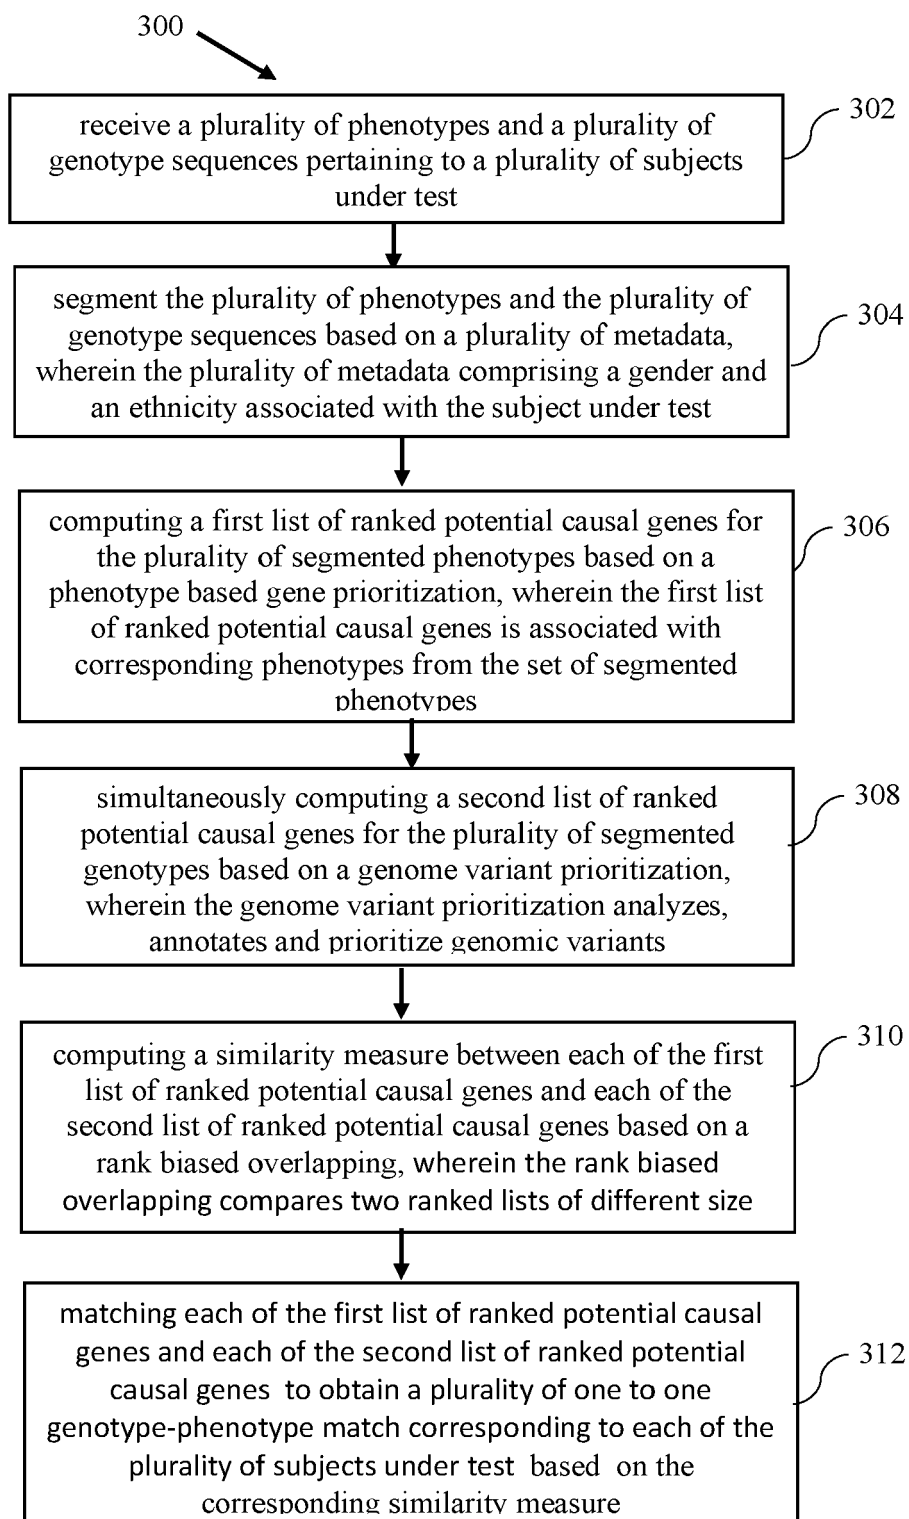 300
302
receive a plurality of phenotypes and a plurality of
genotype sequences pertaining to a plurality of subjects
under test
304
segment the plurality of phenotypes and the plurality of
genotype sequences based on a plurality of metadata,
wherein the plurality of metadata comprising a gender and
an ethnicity associated with the subject under test
306
computing a first list of ranked potential causal genes for
the plurality of segmented phenotypes based on a
phenotype based gene prioritization, wherein the first list
of ranked potential causal genes is associated with
corresponding phenotypes from the set of segmented
phenotypes
308
simultaneously computing a second list of ranked
potential causal genes for the plurality of segmented
genotypes based on a genome variant prioritization,
wherein the genome variant prioritization analyzes,
annotates and prioritize genomic variants
310
computing a similarity measure between each of the first
list of ranked potential causal genes and each of the
second list of ranked potential causal genes based on a
rank biased overlapping, wherein the rank biased
overlapping compares two ranked lists of different size
312
matching each of the first list of ranked potential causal
genes and each of the second list of ranked potential
causal genes to obtain a plurality of one to one
genotype-phenotype match corresponding to each of the
plurality of subjects under test based on the
corresponding similarity measure